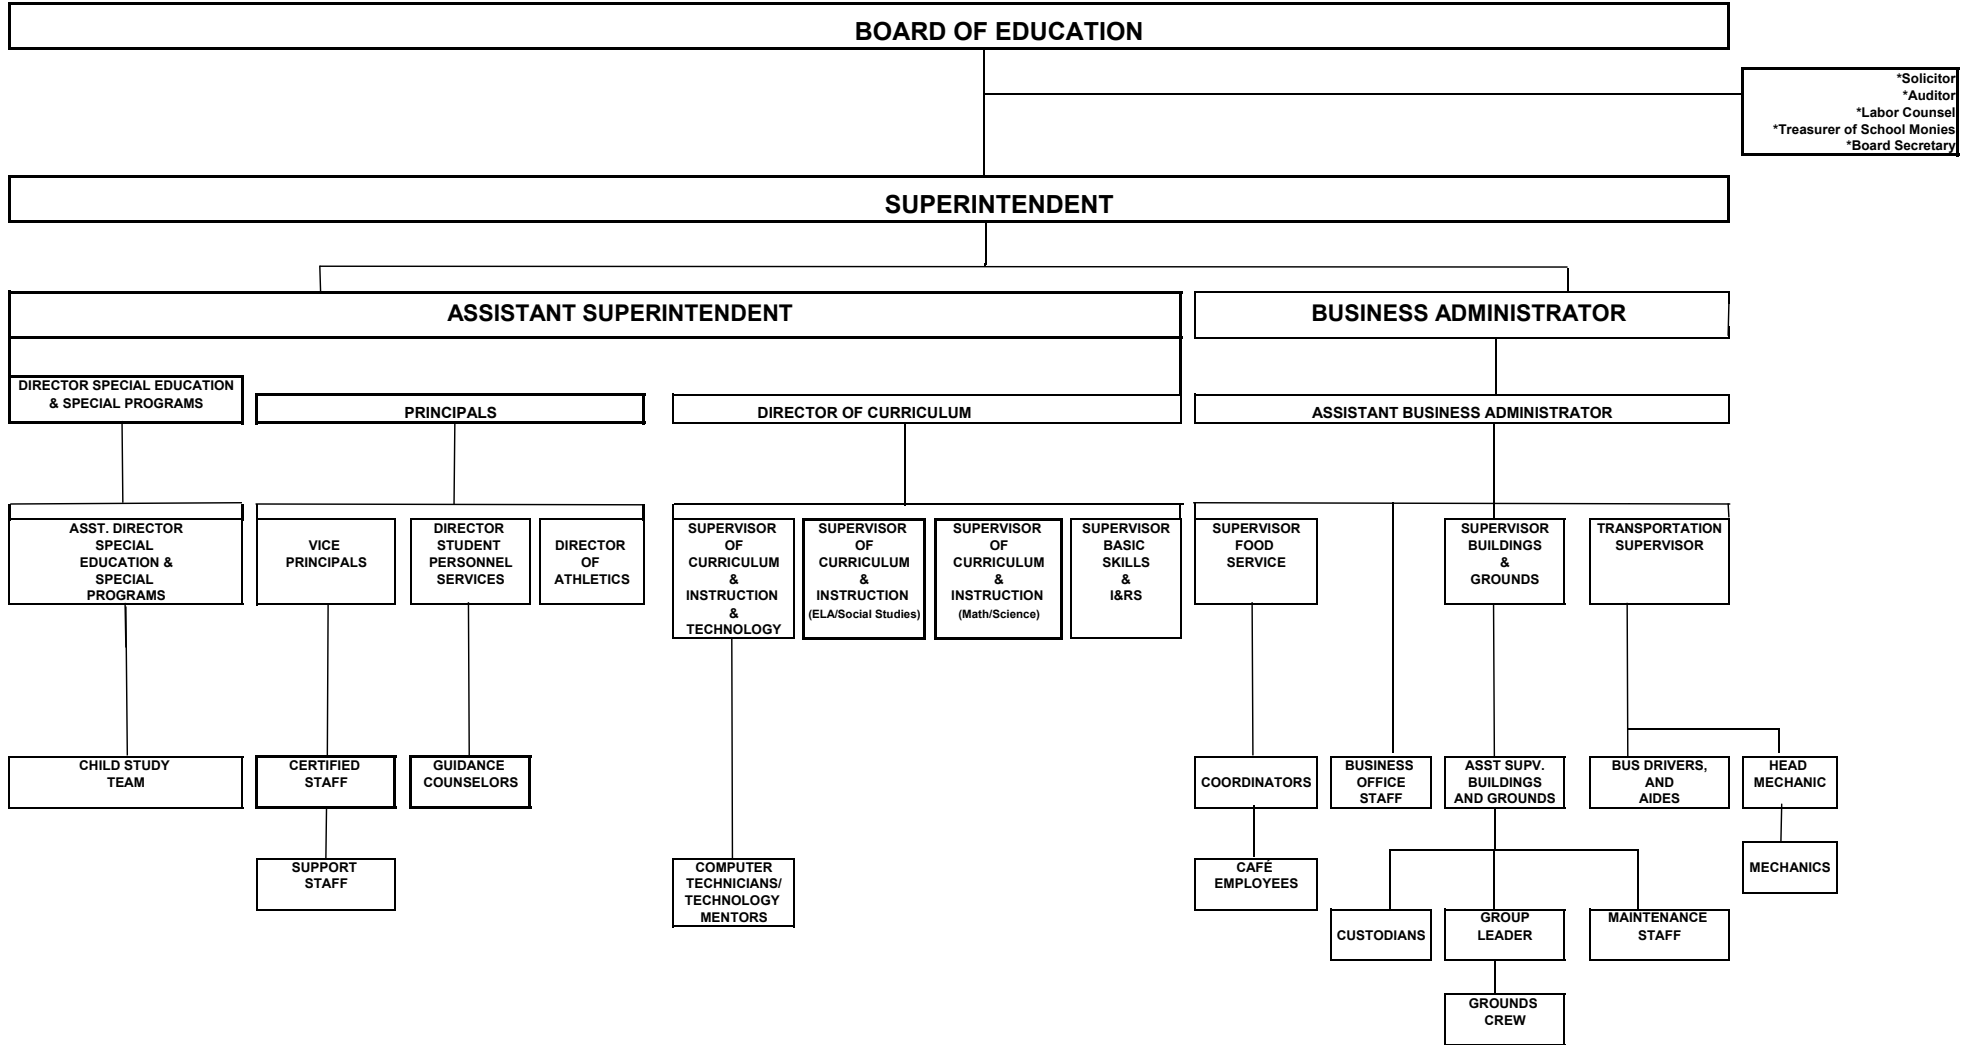 BOARD OF EDUCATION
*Solicitor
*Auditor
*Labor Counsel
*Treasurer of School Monies
*Board Secretary
SUPERINTENDENT
ASSISTANT SUPERINTENDENT
BUSINESS ADMINISTRATOR
DIRECTOR SPECIAL EDUCATION
& SPECIAL PROGRAMS
PRINCIPALS
DIRECTOR OF CURRICULUM
ASSISTANT BUSINESS ADMINISTRATOR
ASST. DIRECTOR
SPECIAL
EDUCATION &
SPECIAL
PROGRAMS
VICE
PRINCIPALS
DIRECTOR
STUDENT
PERSONNEL
SERVICES
DIRECTOR
OF
ATHLETICS
SUPERVISOR
OF
CURRICULUM
&
INSTRUCTION
&
TECHNOLOGY
SUPERVISOR
OF
CURRICULUM
&
INSTRUCTION
(ELA/Social Studies)
SUPERVISOR
OF
CURRICULUM
&
INSTRUCTION
(Math/Science)
SUPERVISOR
BASIC
SKILLS
&
I&RS
SUPERVISOR
FOOD
SERVICE
SUPERVISOR
BUILDINGS
&
GROUNDS
TRANSPORTATION
SUPERVISOR
CHILD STUDY
TEAM
CERTIFIED
STAFF
GUIDANCE
COUNSELORS
COORDINATORS
BUSINESS
OFFICE
STAFF
ASST SUPV.
BUILDINGS
AND GROUNDS
BUS DRIVERS,
AND
AIDES
HEAD
MECHANIC
SUPPORT
STAFF
COMPUTER
TECHNICIANS/
TECHNOLOGY
MENTORS
CAFÉ
EMPLOYEES
MECHANICS
CUSTODIANS
GROUP
LEADER
MAINTENANCE
STAFF
GROUNDS
CREW